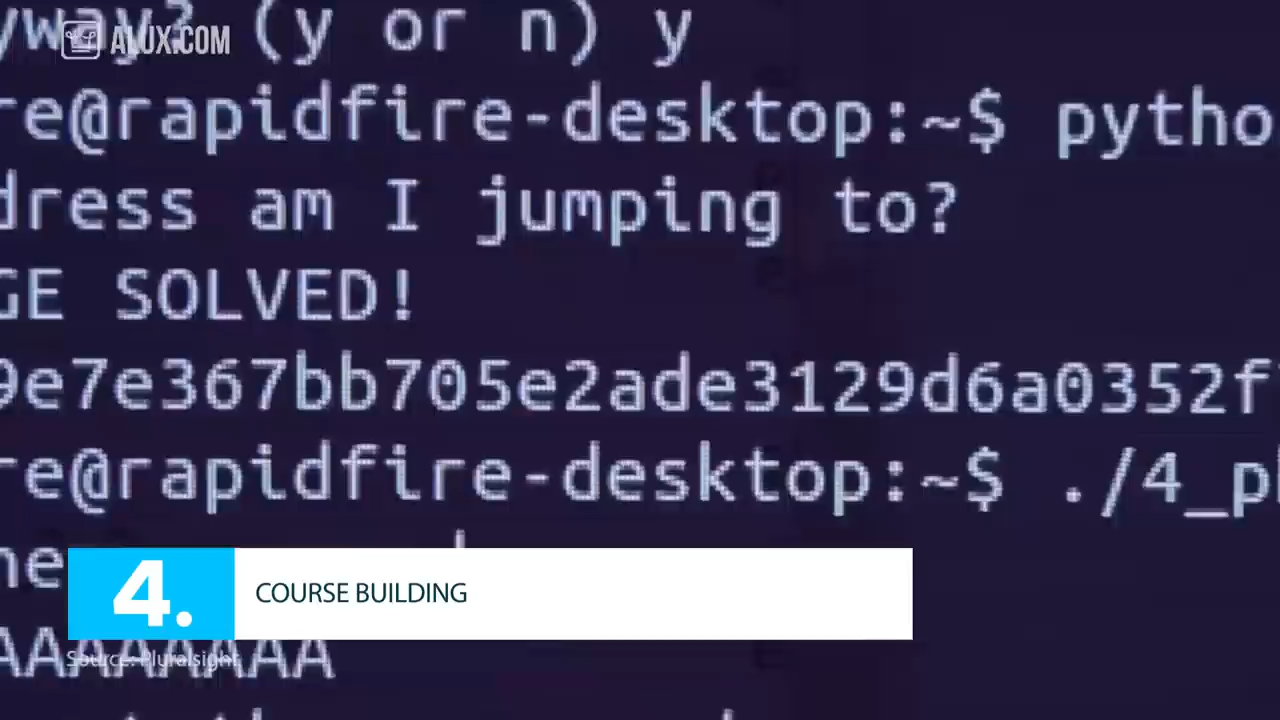 yway? (y or n) y
ALUX.COM
re@rapidfire-desktop:~$ pytho
dress am I jumping to?
GE SOLVED!
9e7e367bb705e2ade3129d6a0352f
re@rapidfire-desktop:~$ ./4_p
4.
COURSE BUILDING
AAAAAAAA
Source: Pluralsight